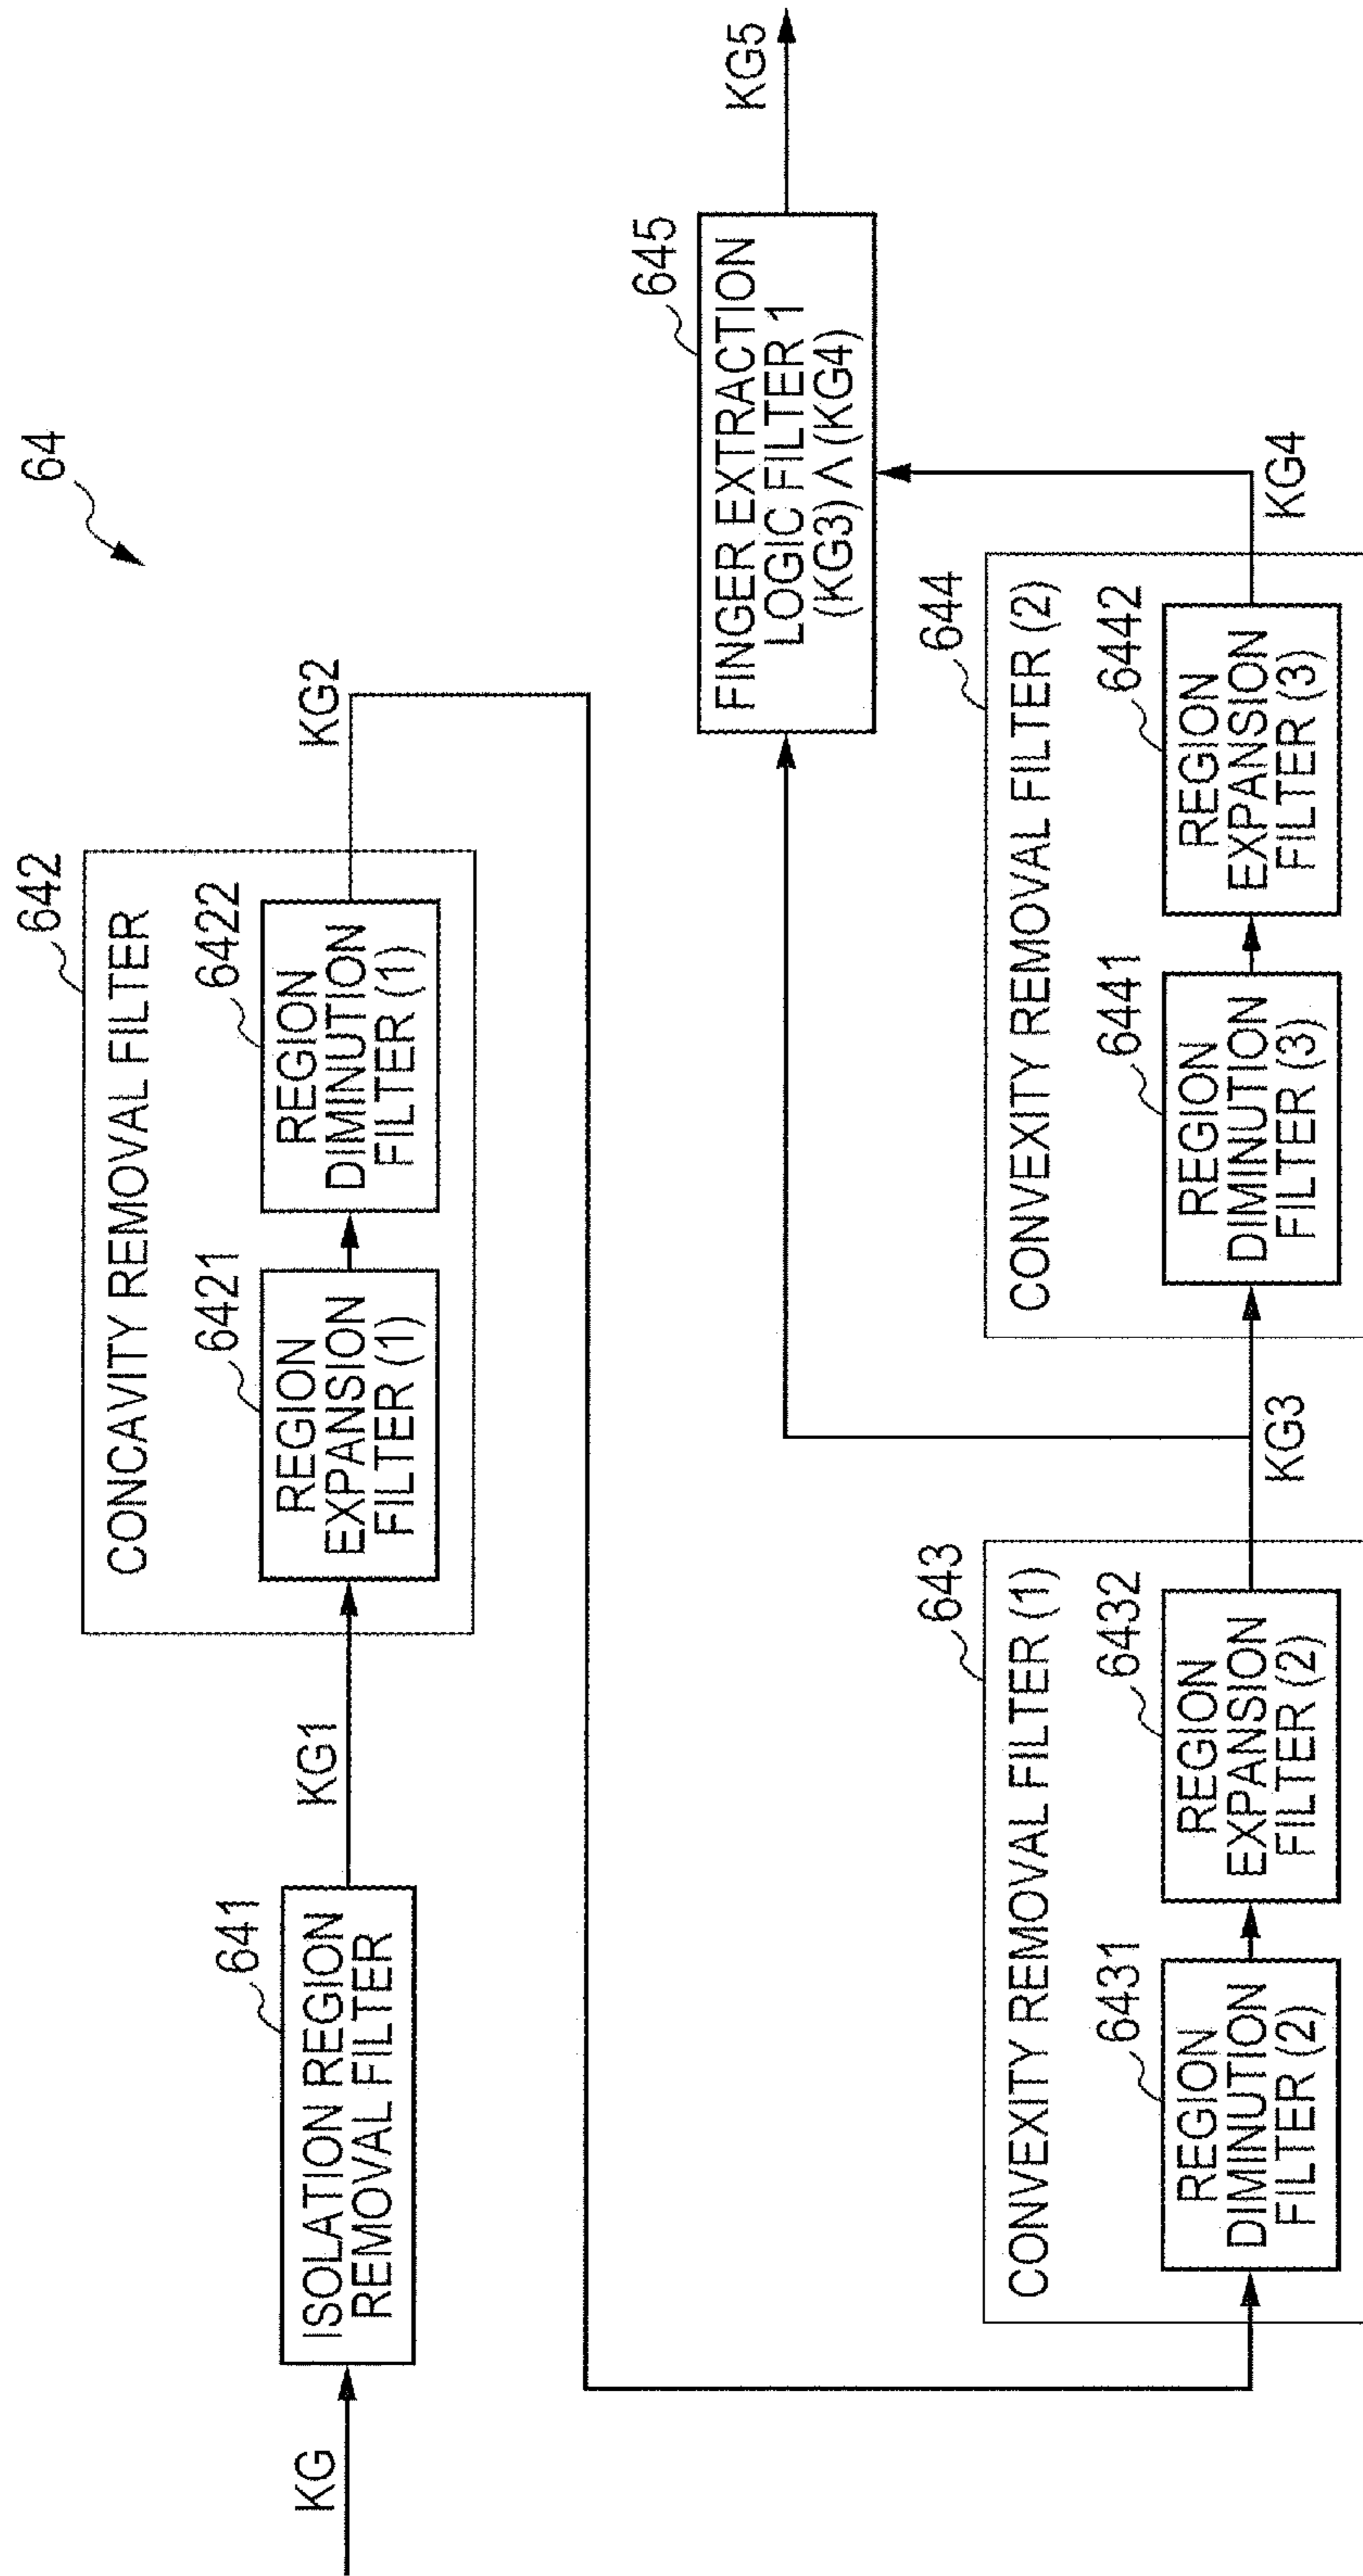 64
KG
641
ISOLATION REGION
REMOVAL FILTER
KG1
642
CONCAVITY REMOVAL FILTER
6421
REGION
EXPANSION
FILTER (1)
6422
REGION
DIMINUTION
FILTER (1)
KG2
643
CONVEXITY REMOVAL FILTER (1)
6431
REGION
DIMINUTION
FILTER (2)
6432
REGION
EXPANSION
FILTER (2)
KG3
644
CONVEXITY REMOVAL FILTER (2)
6441
REGION
DIMINUTION
FILTER (3)
6442
REGION
EXPANSION
FILTER (3)
KG4
645
FINGER EXTRACTION
LOGIC FILTER 1
(KG3) ∧ (KG4)
KG5